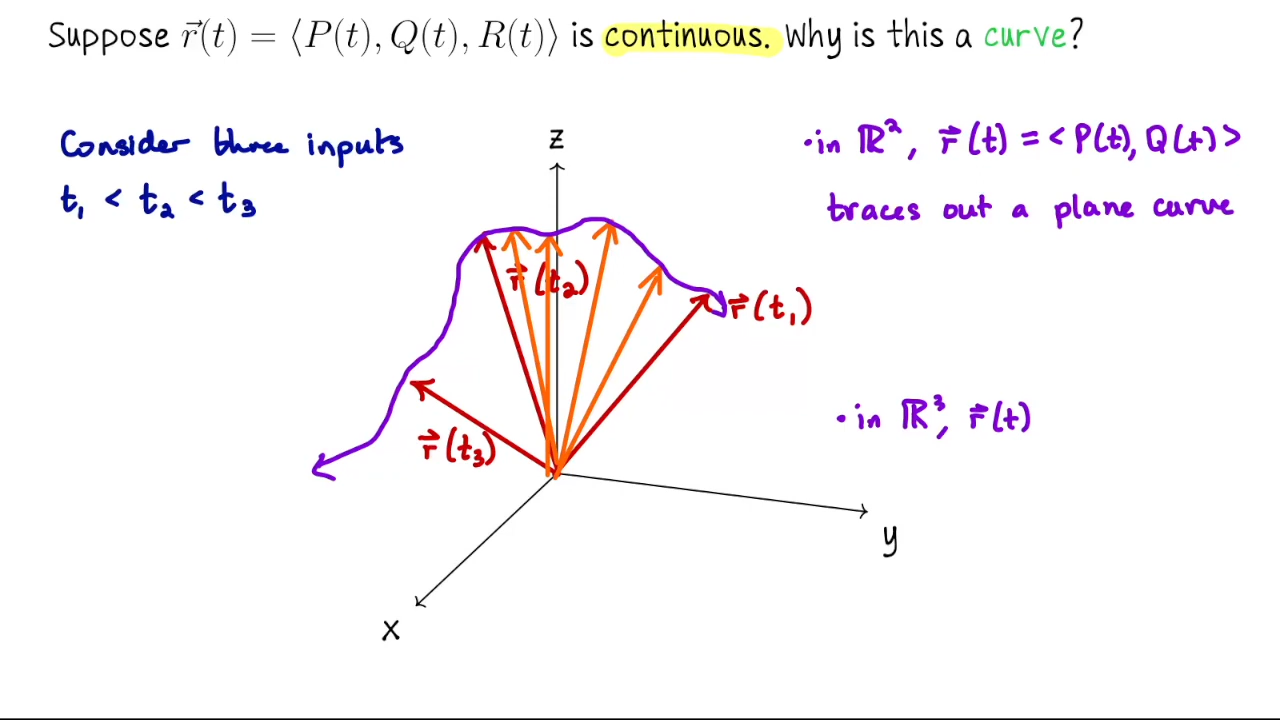 Suppose r⃗(t) = ⟨P(t), Q(t), R(t)⟩ is continuous. Why is this a curve?
Consider three inputs
t₁ < t₂ < t₃
z
• in ℝ², r⃗(t) = <P(t), Q(t)>
traces out a plane curve
r⃗(t₂)
r⃗(t₁)
• in ℝ³, r⃗(t)
r⃗(t₃)
y
x